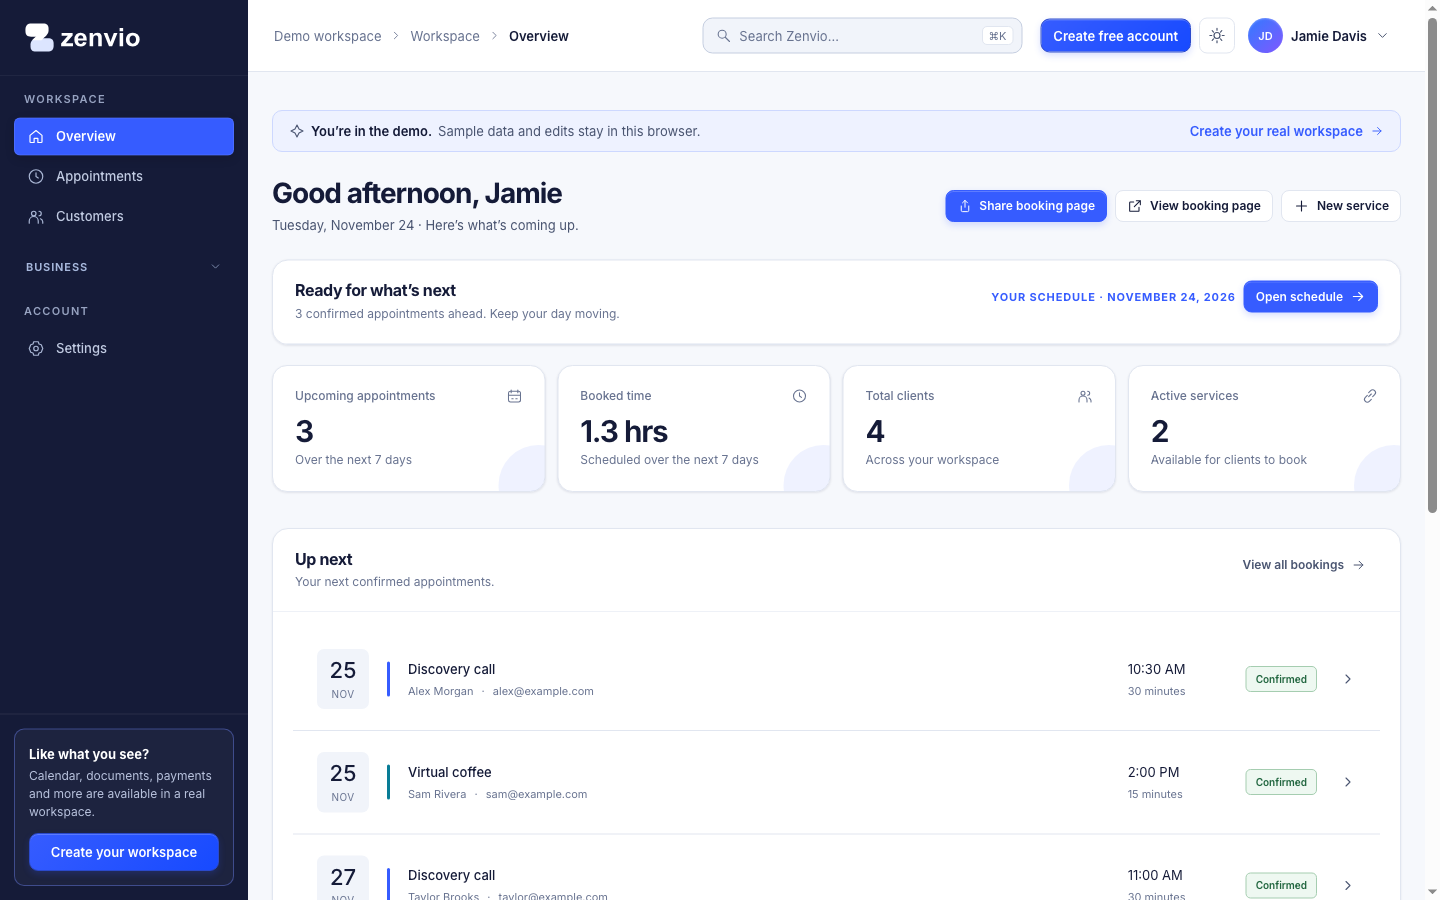 zenvio
Demo workspace
Workspace
Overview
Search Zenvio...
⌘K
Create free account
JD
Jamie Davis
WORKSPACE
Overview
Appointments
Customers
BUSINESS
ACCOUNT
Settings
Like what you see?
Calendar, documents, payments
and more are available in a real
workspace.
Create your workspace
You’re in the demo. Sample data and edits stay in this browser.
Create your real workspace
Good afternoon, Jamie
Tuesday, November 24 · Here’s what’s coming up.
Share booking page
View booking page
New service
Ready for what’s next
3 confirmed appointments ahead. Keep your day moving.
YOUR SCHEDULE · NOVEMBER 24, 2026
Open schedule
Upcoming appointments
3
Over the next 7 days
Booked time
1.3 hrs
Scheduled over the next 7 days
Total clients
4
Across your workspace
Active services
2
Available for clients to book
Up next
Your next confirmed appointments.
View all bookings
25
NOV
Discovery call
Alex Morgan · alex@example.com
10:30 AM
30 minutes
Confirmed
25
NOV
Virtual coffee
Sam Rivera · sam@example.com
2:00 PM
15 minutes
Confirmed
27
NOV
Discovery call
Taylor Brooks · taylor@example.com
11:00 AM
30 minutes
Confirmed